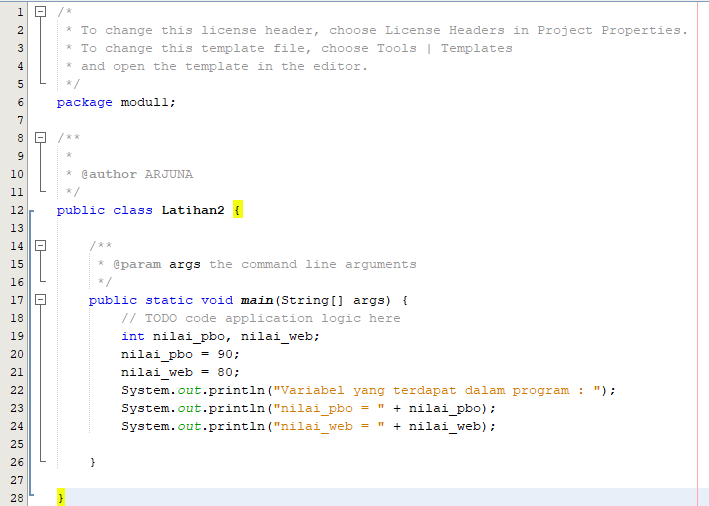 1 /*
2 * To change this license header, choose License Headers in Project Properties.
3 * To change this template file, choose Tools | Templates
4 * and open the template in the editor.
5 */
6 package modul1;
7
8 /**
9 *
10 * @author ARJUNA
11 */
12 public class Latihan2 {
13
14 /**
15 * @param args the command line arguments
16 */
17 public static void main(String[] args) {
18 // TODO code application logic here
19 int nilai_pbo, nilai_web;
20 nilai_pbo = 90;
21 nilai_web = 80;
22 System.out.println("Variabel yang terdapat dalam program : ");
23 System.out.println("nilai_pbo = " + nilai_pbo);
24 System.out.println("nilai_web = " + nilai_web);
25
26 }
27
28 }